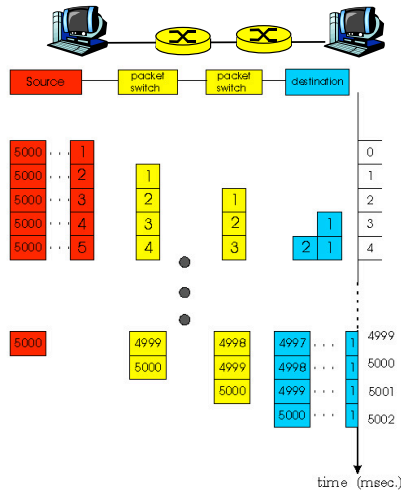 Source packet switch packet switch destination
5000 ... 1 0
5000 ... 2 1 1
5000 ... 3 2 1 2
5000 ... 4 3 2 1 3
5000 ... 5 4 3 2 1 4
5000 4999 4998 4997 ... 1 4999
5000 4999 4998 ... 1 5000
5000 4999 ... 1 5001
5000 ... 1 5002
time (msec.)